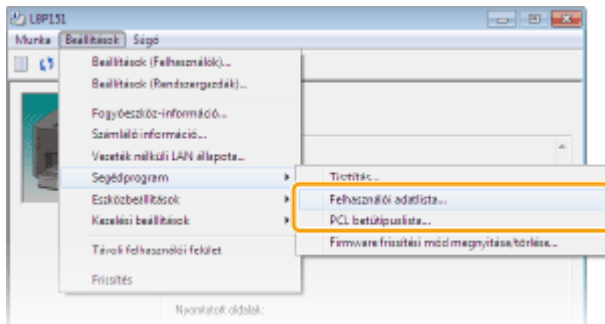 LBP151
Munka Beállítások Súgó
Beállítások (Felhasználók)...
Beállítások (Rendszergazdák)...
Fogyóeszköz-információ...
Számláló információ...
Vezeték nélküli LAN állapota...
Segédprogram
Eszközbeállítások
Kezelési beállítások
Távoli felhasználói felület
Frissítés
Tisztítás...
Felhasználói adatlista...
PCL betűtípuslista...
Firmware frissítési mód megnyitása/törlése...
Nyomtatott oldalak: